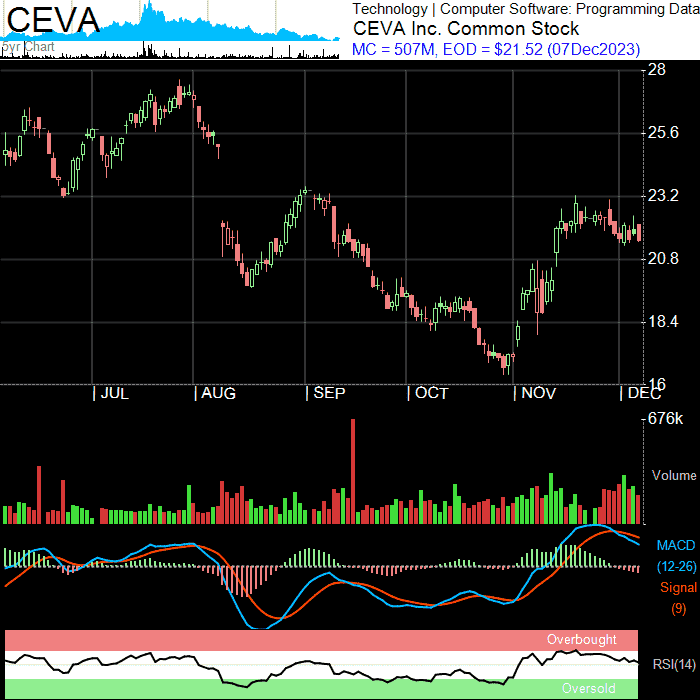 CEVA
5yr Chart
Technology | Computer Software: Programming Data
CEVA Inc. Common Stock
MC = 507M, EOD = $21.52 (07Dec2023)
28
25.6
23.2
20.8
18.4
16
| JUL | AUG | SEP | OCT | NOV | DEC
676k
Volume
MACD
(12-26)
Signal
(9)
Overbought
RSI(14)
Oversold